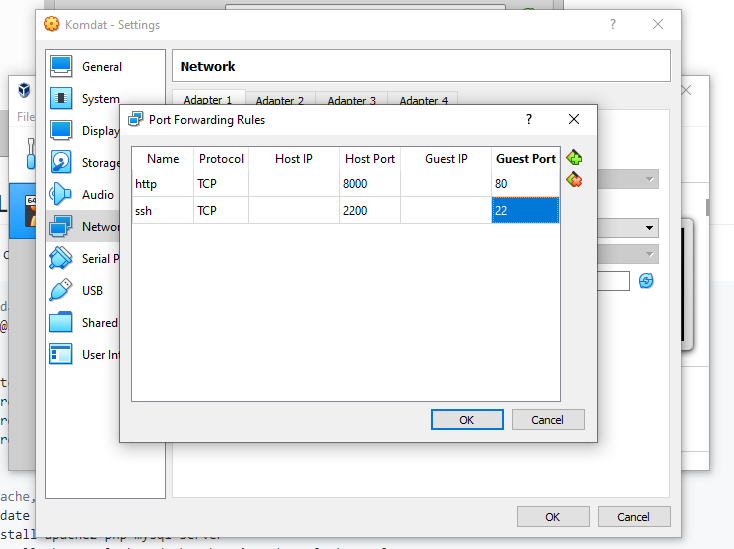 Komdat - Settings
?
File
General
System
Display
Storage
Audio
Network
Serial P
USB
Shared
User Int
Network
Adapter 1
Adapter 2
Adapter 3
Adapter 4
Port Forwarding Rules
?
Name Protocol Host IP Host Port Guest IP Guest Port
http TCP 8000 80
ssh TCP 2200 22
OK Cancel
OK Cancel
64
da
@
ache,
date
stall apache2 php mysql-server